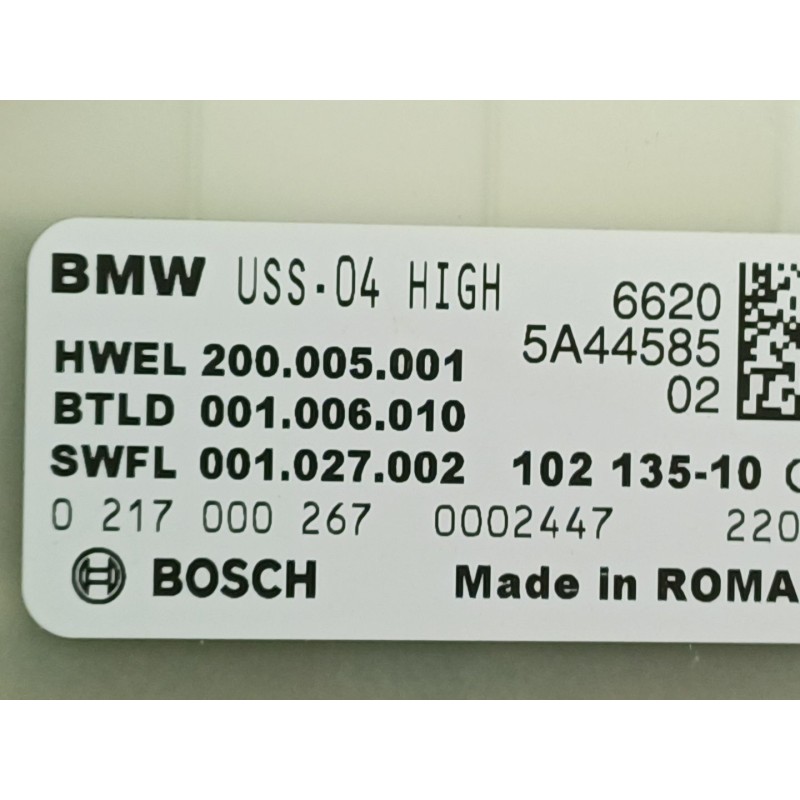 BMW USS-04 HIGH 6620
5A44585
HWEL 200.005.001
02
BTLD 001.006.010
SWFL 001.027.002 102 135-10
0 217 000 267 0002447 220
BOSCH Made in ROMA